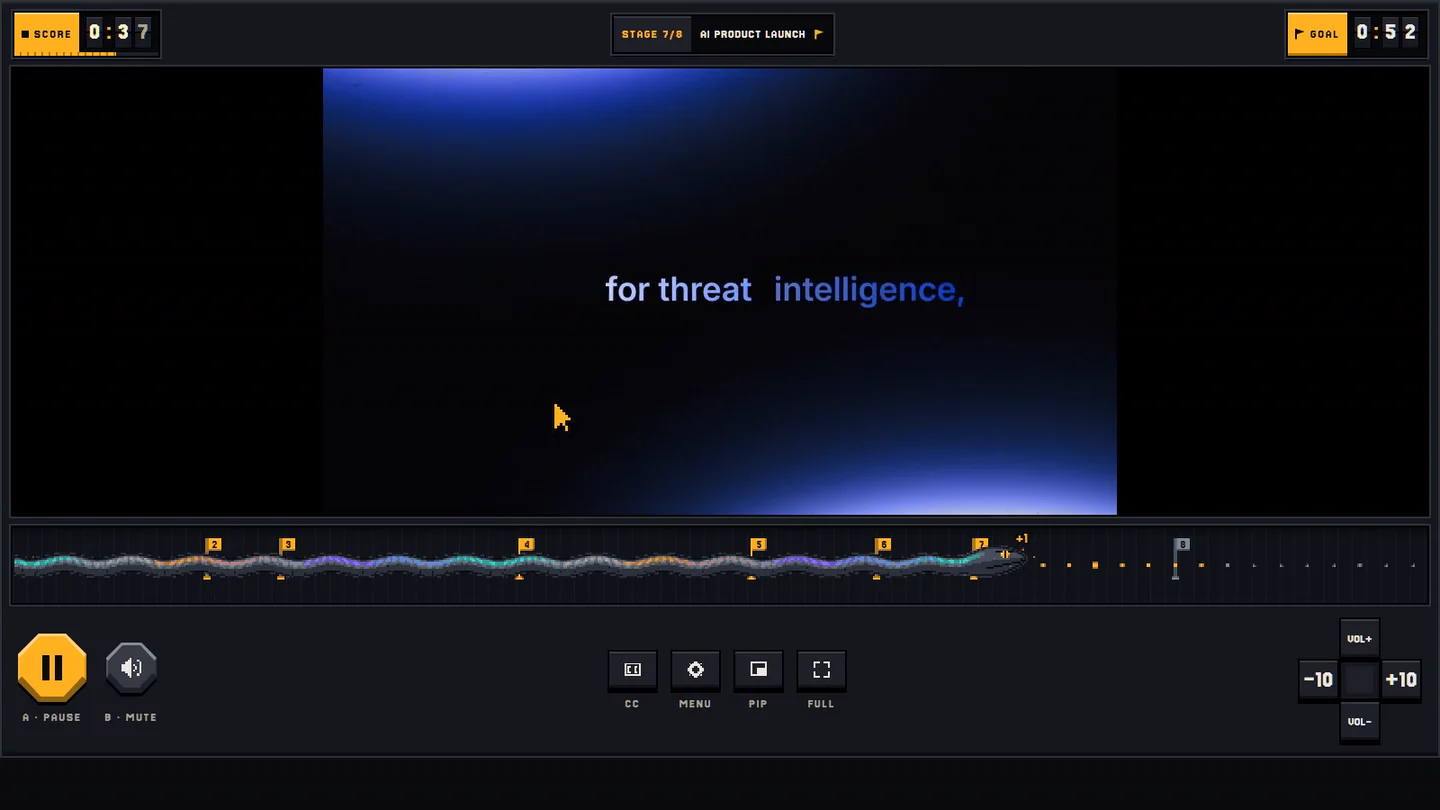 SCORE 0:37
STAGE 7/8 AI PRODUCT LAUNCH
GOAL 0:52
for threat intelligence,
2 3 4 5 6 7 +1 8
VOL+
-10 +10
VOL-
A · PAUSE B · MUTE
CC MENU PIP FULL